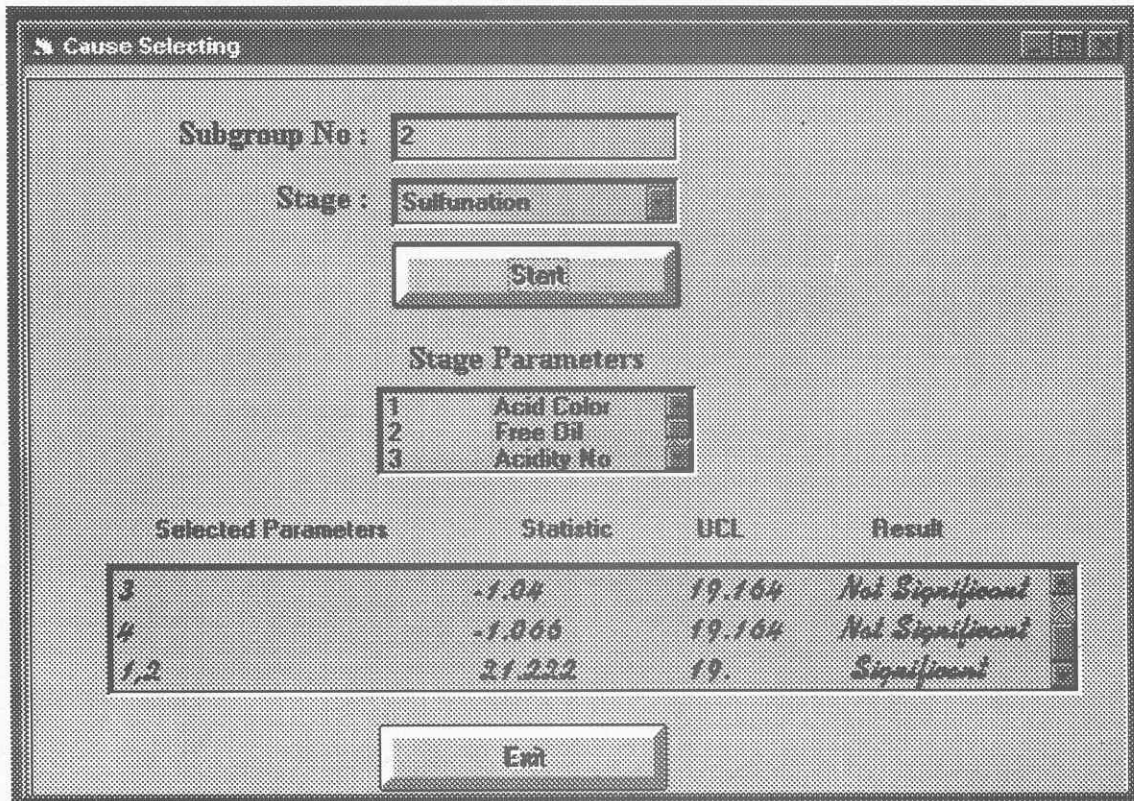 Cause Selecting
Subgroup No : 2
Stage : Sulfunation
Start
Stage Parameters
1 Acid Color
2 Free Oil
3 Acidity No
Selected Parameters Statistic UCL Result
3 -1.04 19.164 Not Significant
4 -1.066 19.164 Not Significant
1,2 21.222 19. Significant
Exit